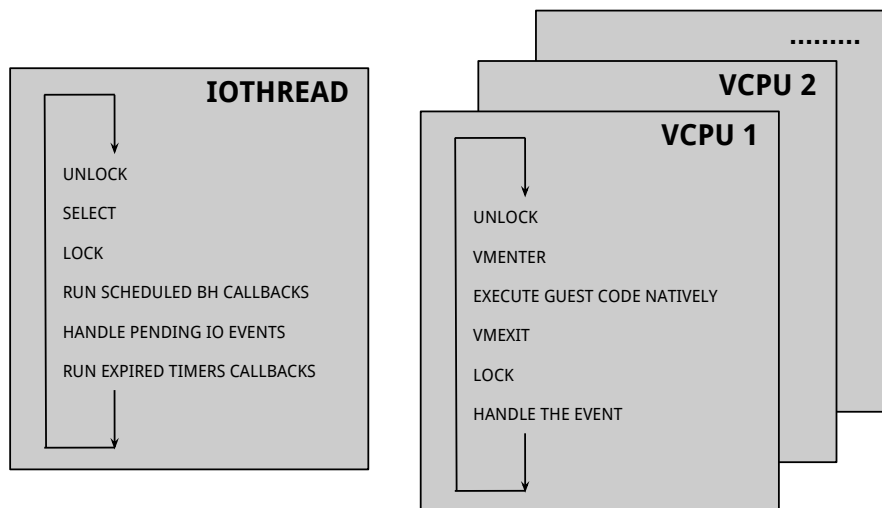 IOTHREAD
UNLOCK
SELECT
LOCK
RUN SCHEDULED BH CALLBACKS
HANDLE PENDING IO EVENTS
RUN EXPIRED TIMERS CALLBACKS
.........
VCPU 2
VCPU 1
UNLOCK
VMENTER
EXECUTE GUEST CODE NATIVELY
VMEXIT
LOCK
HANDLE THE EVENT